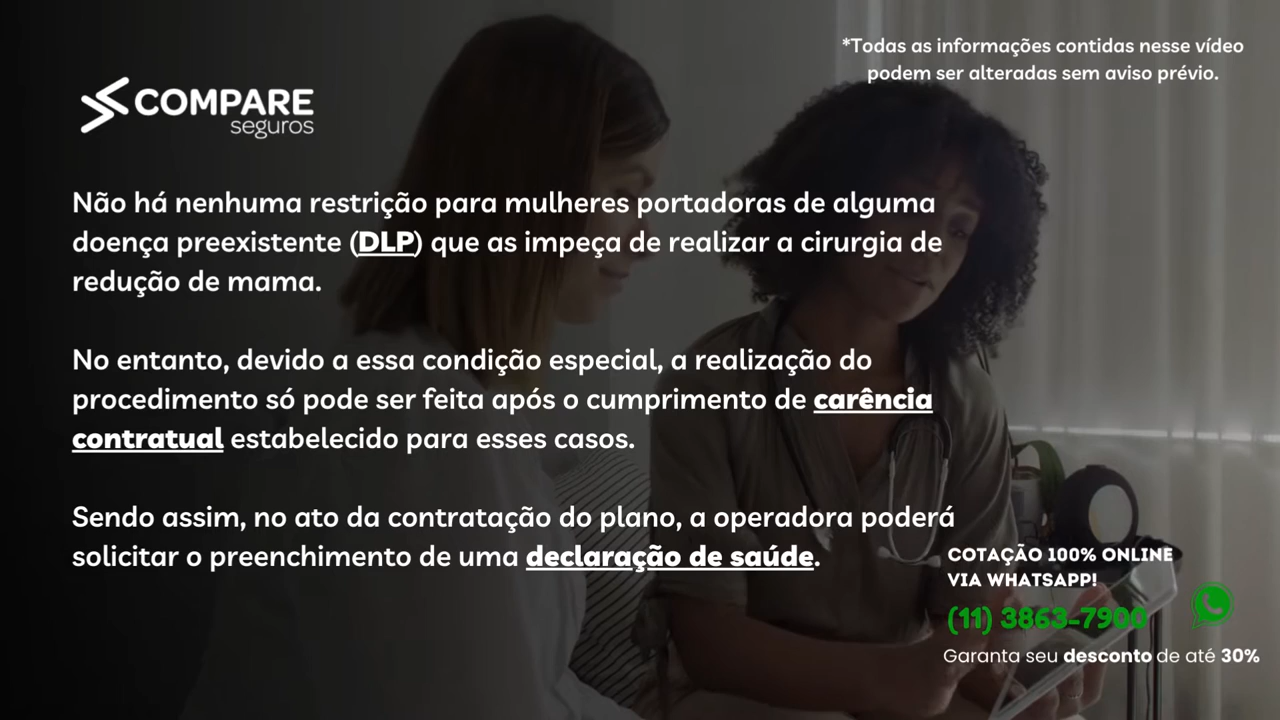 *Todas as informações contidas nesse vídeo
podem ser alteradas sem aviso prévio.
COMPARE
seguros
Não há nenhuma restrição para mulheres portadoras de alguma
doença preexistente (DLP) que as impeça de realizar a cirurgia de
redução de mama.
No entanto, devido a essa condição especial, a realização do
procedimento só pode ser feita após o cumprimento de carência
contratual estabelecido para esses casos.
Sendo assim, no ato da contratação do plano, a operadora poderá
solicitar o preenchimento de uma declaração de saúde.
COTAÇÃO 100% ONLINE
VIA WHATSAPP!
(11) 3863-7900
Garanta seu desconto de até 30%